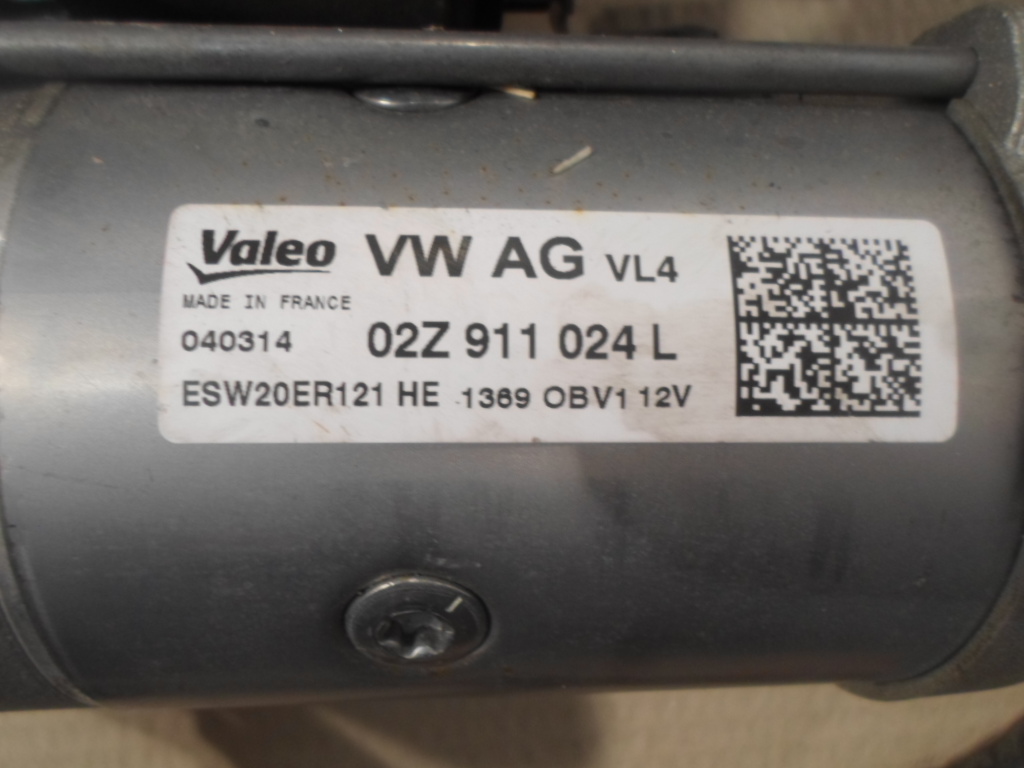 Valeo VW AG VL4
MADE IN FRANCE
040314 02Z 911 024 L
ESW20ER121 HE 1369 OBV1 12V